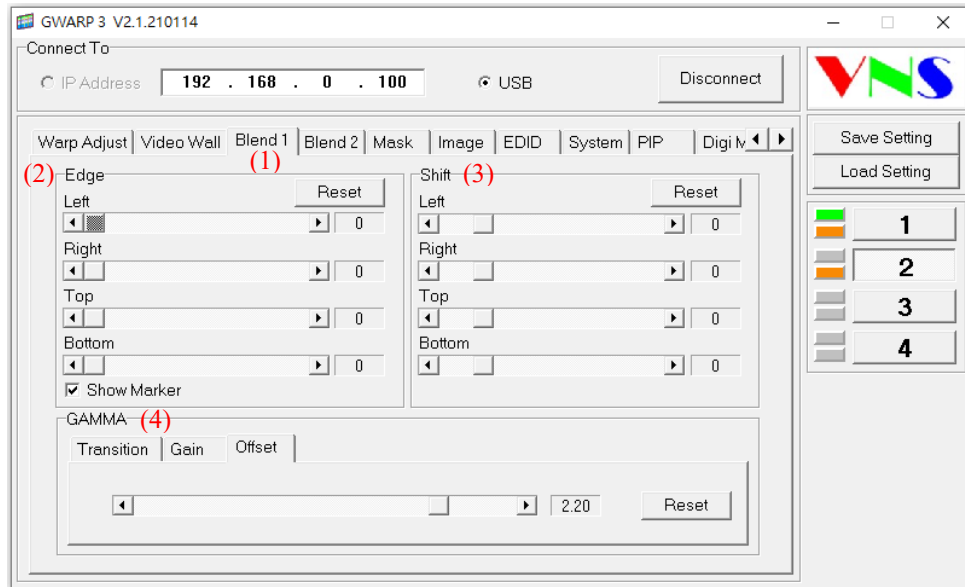 GWARP 3 V2.1.210114
Connect To
IP Address 192 . 168 . 0 . 100 USB Disconnect
VNS
Warp Adjust Video Wall Blend 1 Blend 2 Mask Image EDID System PIP Digi M
(1)
Save Setting
Load Setting
(2) Edge Reset
Left
0
Right
0
Top
0
Bottom
0
Show Marker
Shift (3) Reset
Left
0
Right
0
Top
0
Bottom
0
1
2
3
4
GAMMA (4)
Transition Gain Offset
2.20 Reset